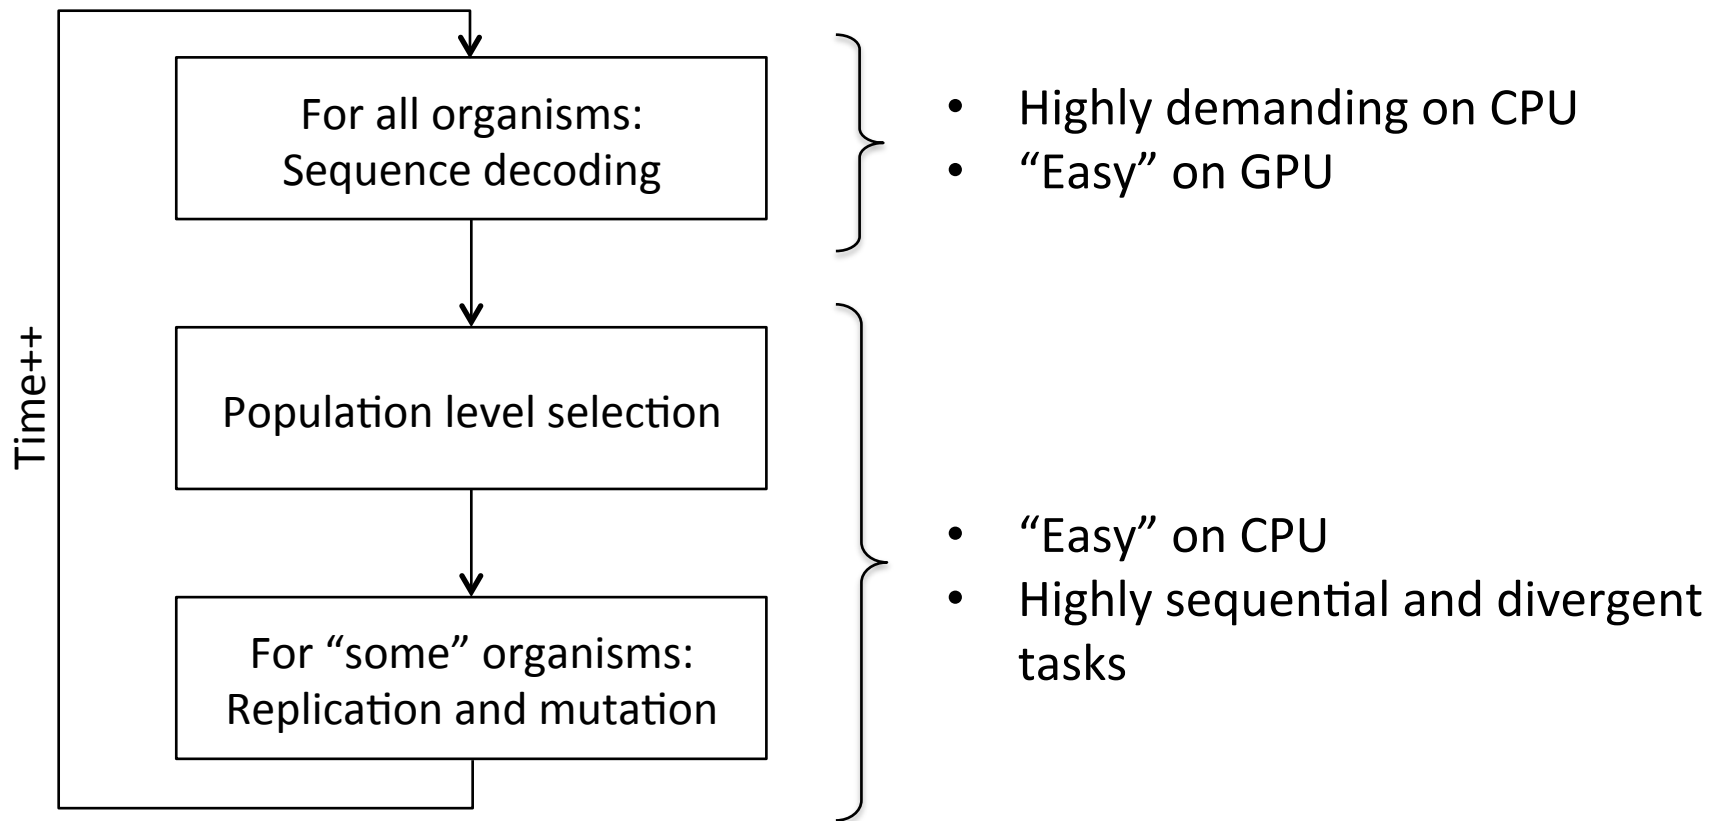 For all organisms:
Sequence decoding
• Highly demanding on CPU
• “Easy” on GPU
Time++
Population level selection
For “some” organisms:
Replication and mutation
• “Easy” on CPU
• Highly sequential and divergent
tasks